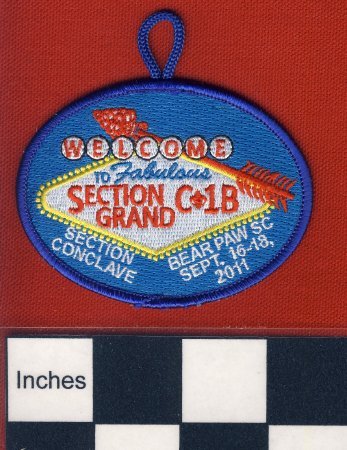 WELCOME
TO Fabulous
SECTION C-1B
GRAND
SECTION
CONCLAVE
BEAR PAW SC
SEPT. 16-18,
2011
Inches